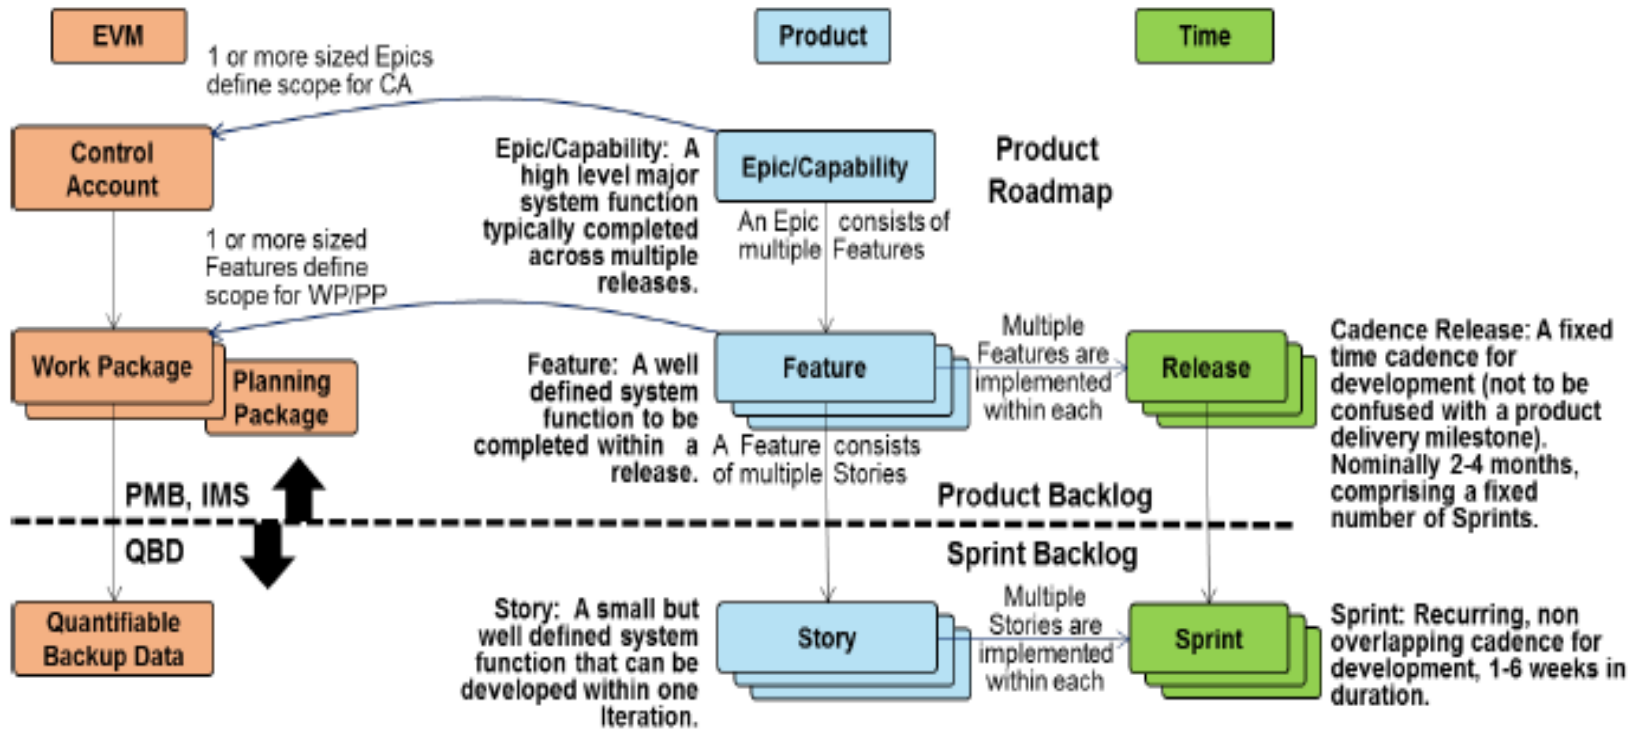 EVM
Product
Time
1 or more sized Epics
define scope for CA
Control
Account
Epic/Capability: A
high level major
system function
typically completed
across multiple
releases.
Epic/Capability
Product
Roadmap
An Epic consists of
multiple Features
1 or more sized
Features define
scope for WP/PP
Work Package
Planning
Package
Feature: A well
defined system
function to be
completed within a
release.
Feature
Multiple
Features are
implemented
within each
Release
Cadence Release: A fixed
time cadence for
development (not to be
confused with a product
delivery milestone).
Nominally 2-4 months,
comprising a fixed
number of Sprints.
A Feature consists
of multiple Stories
PMB, IMS
Product Backlog
QBD
Sprint Backlog
Quantifiable
Backup Data
Story: A small but
well defined system
function that can be
developed within one
Iteration.
Story
Multiple
Stories are
implemented
within each
Sprint
Sprint: Recurring, non
overlapping cadence for
development, 1-6 weeks in
duration.